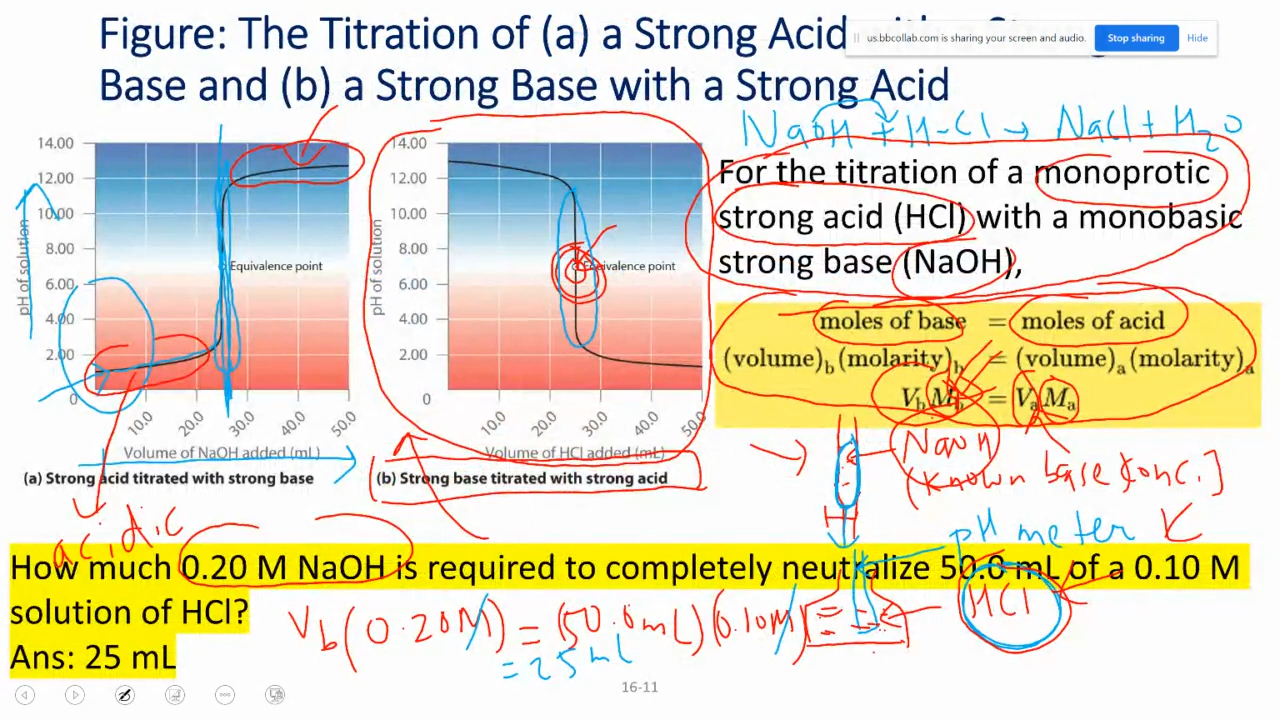 Figure: The Titration of (a) a Strong Acid
Base and (b) a Strong Base with a Strong Acid
us.bbcollab.com is sharing your screen and audio. Stop sharing Hide
NaOH + H-Cl → NaCl + H2O
For the titration of a monoprotic
strong acid (HCl) with a monobasic
strong base (NaOH),
moles of base = moles of acid
(volume)b(molarity)b = (volume)a(molarity)a
VbMb = VaMa
14.00
12.00
10.00
8.00
6.00
4.00
2.00
0
pH of solution
Equivalence point
10.0 20.0 30.0 40.0 50.0
Volume of NaOH added (mL)
(a) Strong acid titrated with strong base
14.00
12.00
10.00
8.00
6.00
4.00
2.00
0
pH of solution
Equivalence point
10.0 20.0 30.0 40.0 50.0
Volume of HCl added (mL)
(b) Strong base titrated with strong acid
NaOH
(Known base conc.]
pH meter
acidic
HCl
How much 0.20 M NaOH is required to completely neutralize 50.0 mL of a 0.10 M
solution of HCl?
Vb(0.20M) = (50.0mL)(0.10M)
= 25 mL
Ans: 25 mL
16-11